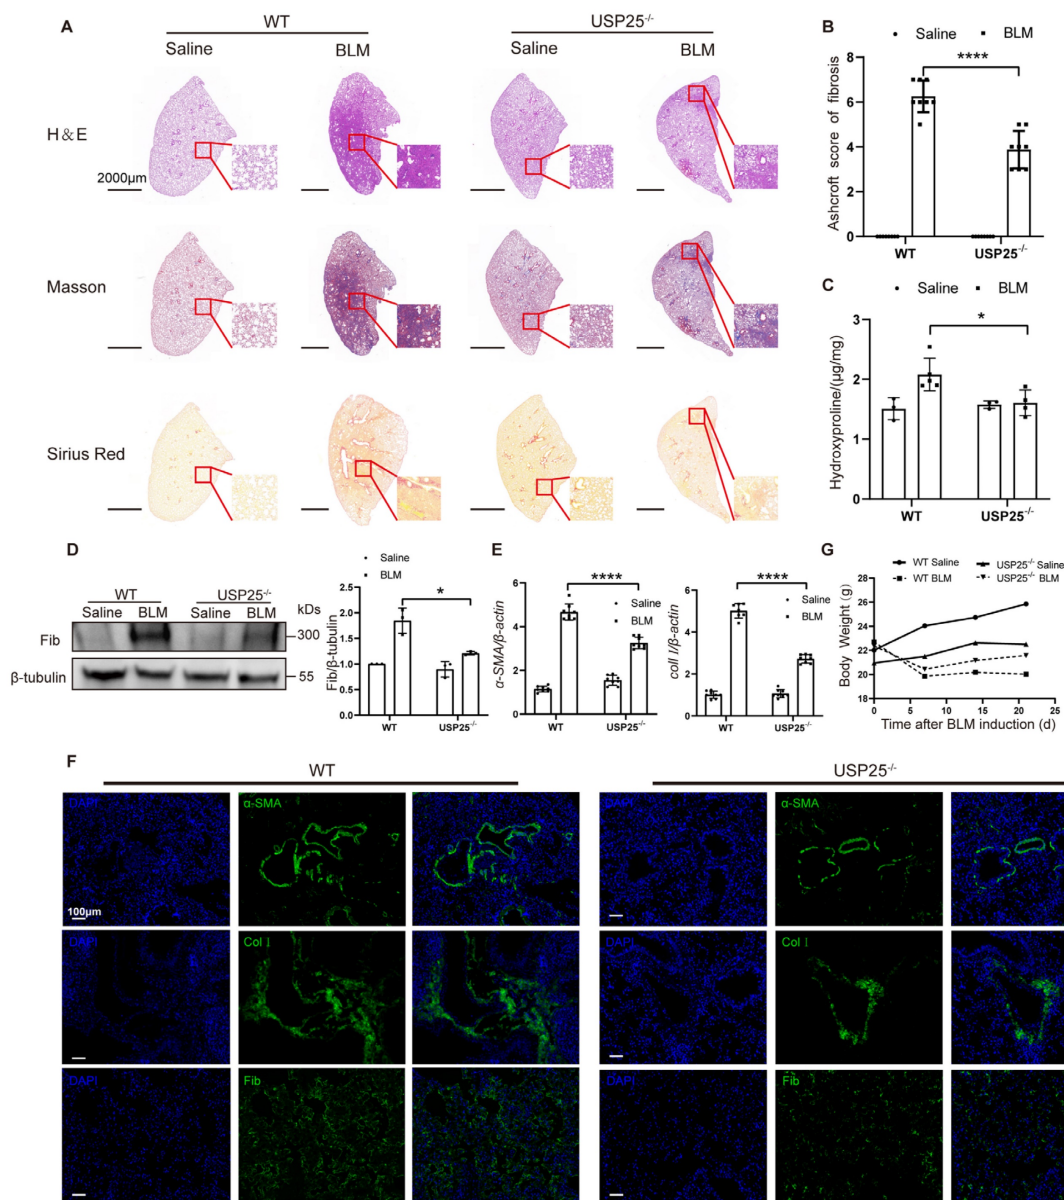 A
WT
USP25-/-
Saline
BLM
Saline
BLM
H&E
2000μm
Masson
Sirius Red
B
Saline
BLM
****
Ashcroft score of fibrosis
8
6
4
2
0
WT
USP25-/-
C
Saline
BLM
*
Hydroxyproline/(μg/mg)
3
2
1
0
WT
USP25-/-
D
WT
USP25-/-
Saline
BLM
Saline
BLM
kDs
Fib
300
β-tubulin
55
Saline
BLM
*
Fib/β-tubulin
2.0
1.5
1.0
0.5
0.0
WT
USP25-/-
E
****
Saline
BLM
α-SMA/β-actin
6
4
2
0
WT
USP25-/-
****
Saline
BLM
coll I/β-actin
6
4
2
0
WT
USP25-/-
G
WT Saline
USP25-/- Saline
WT BLM
USP25-/- BLM
Body Weight (g)
28
26
24
22
20
18
0
5
10
15
20
25
Time after BLM induction (d)
F
WT
USP25-/-
DAPI
α-SMA
DAPI
α-SMA
100μm
DAPI
Col I
DAPI
Col I
DAPI
Fib
DAPI
Fib